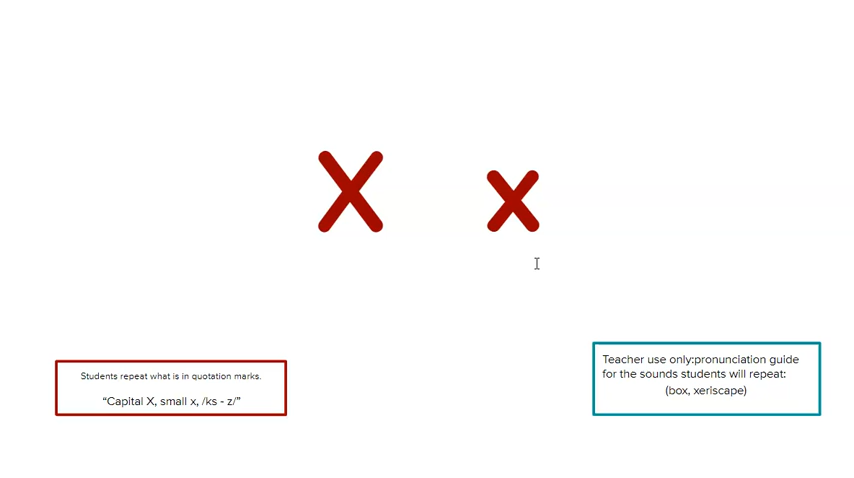 X x
Students repeat what is in quotation marks.
“Capital X, small x, /ks - z/”
Teacher use only:pronunciation guide
for the sounds students will repeat:
(box, xeriscape)